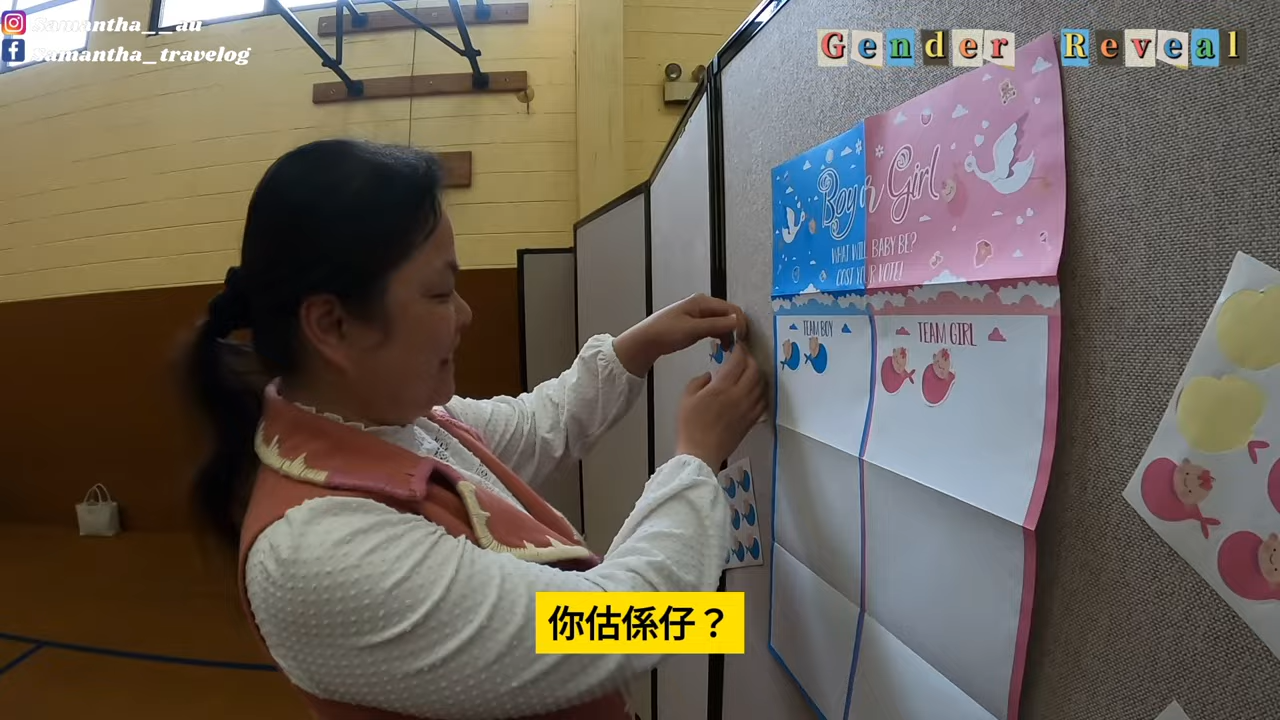 Samantha__au
Samantha_travelog
Gender Reveal
Boy or Girl
WHAT WILL BABY BE?
COST YOUR VOTE!
TEAM BOY
TEAM GIRL
你估係仔？